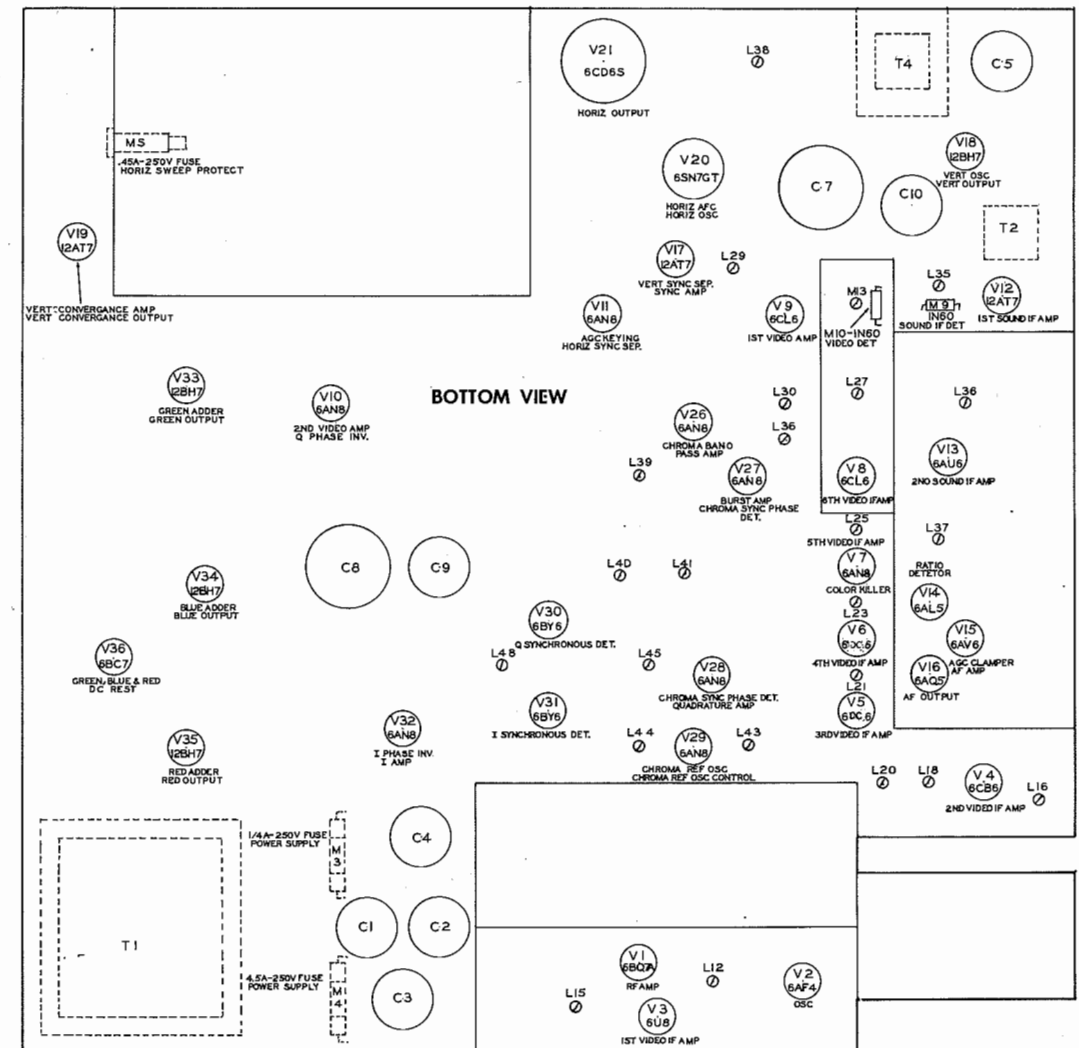 V21
6CD6S
HORIZ OUTPUT
L38
T4
C5
M5
.45A-250V FUSE
HORIZ SWEEP PROTECT
V18
12BH7
VERT OSC
VERT OUTPUT
V20
6SN7GT
HORIZ AFC
HORIZ OSC
C7
C10
T2
V19
12AT7
VERT CONVERGANCE AMP
VERT CONVERGANCE OUTPUT
V17
12AT7
VERT SYNC SEP.
SYNC AMP
L29
V11
6AN8
AGC KEYING
HORIZ SYNC SEP.
V9
6CL6
1ST VIDEO AMP
M13
M10-IN60
VIDEO DET
L35
M9
IN60
SOUND IF DET
V12
12AT7
1ST SOUND IF AMP
V33
12BH7
GREEN ADDER
GREEN OUTPUT
V10
6AN8
2ND VIDEO AMP
Q PHASE INV.
BOTTOM VIEW
L30
L36
L27
L36
V26
6AN8
CHROMA BAND
PASS AMP
L39
V27
6AN8
BURST AMP
CHROMA SYNC PHASE
DET.
V8
6CL6
6TH VIDEO IF AMP
V13
6AU6
2ND SOUND IF AMP
L25
5TH VIDEO IF AMP
L37
V7
6AN8
COLOR KILLER
RATIO
DETETOR
V14
6AL5
C8
C9
L40
L41
V34
12BH7
BLUE ADDER
BLUE OUTPUT
V30
6BY6
Q SYNCHRONOUS DET.
L23
V6
6DC6
4TH VIDEO IF AMP
V15
6AV6
AGC CLAMPER
AF AMP
V36
6BC7
GREEN, BLUE & RED
DC REST
L48
L45
V28
6AN8
CHROMA SYNC PHASE DET.
QUADRATURE AMP
V16
6AQ5
AF OUTPUT
L21
V5
6DC6
3RD VIDEO IF AMP
V31
6BY6
I SYNCHRONOUS DET.
V32
6AN8
I PHASE INV.
I AMP
L44
V29
6AN8
CHROMA REF OSC
CHROMA REF OSC CONTROL
L43
V35
12BH7
RED ADDER
RED OUTPUT
L20
L18
V4
6CB6
2ND VIDEO IF AMP
L16
1/4A-250V FUSE
POWER SUPPLY
M3
C4
T1
C1
C2
4.5A-250V FUSE
POWER SUPPLY
M4
C3
V1
6BQ7A
RF AMP
L12
V2
6AF4
OSC
L15
V3
6U8
1ST VIDEO IF AMP